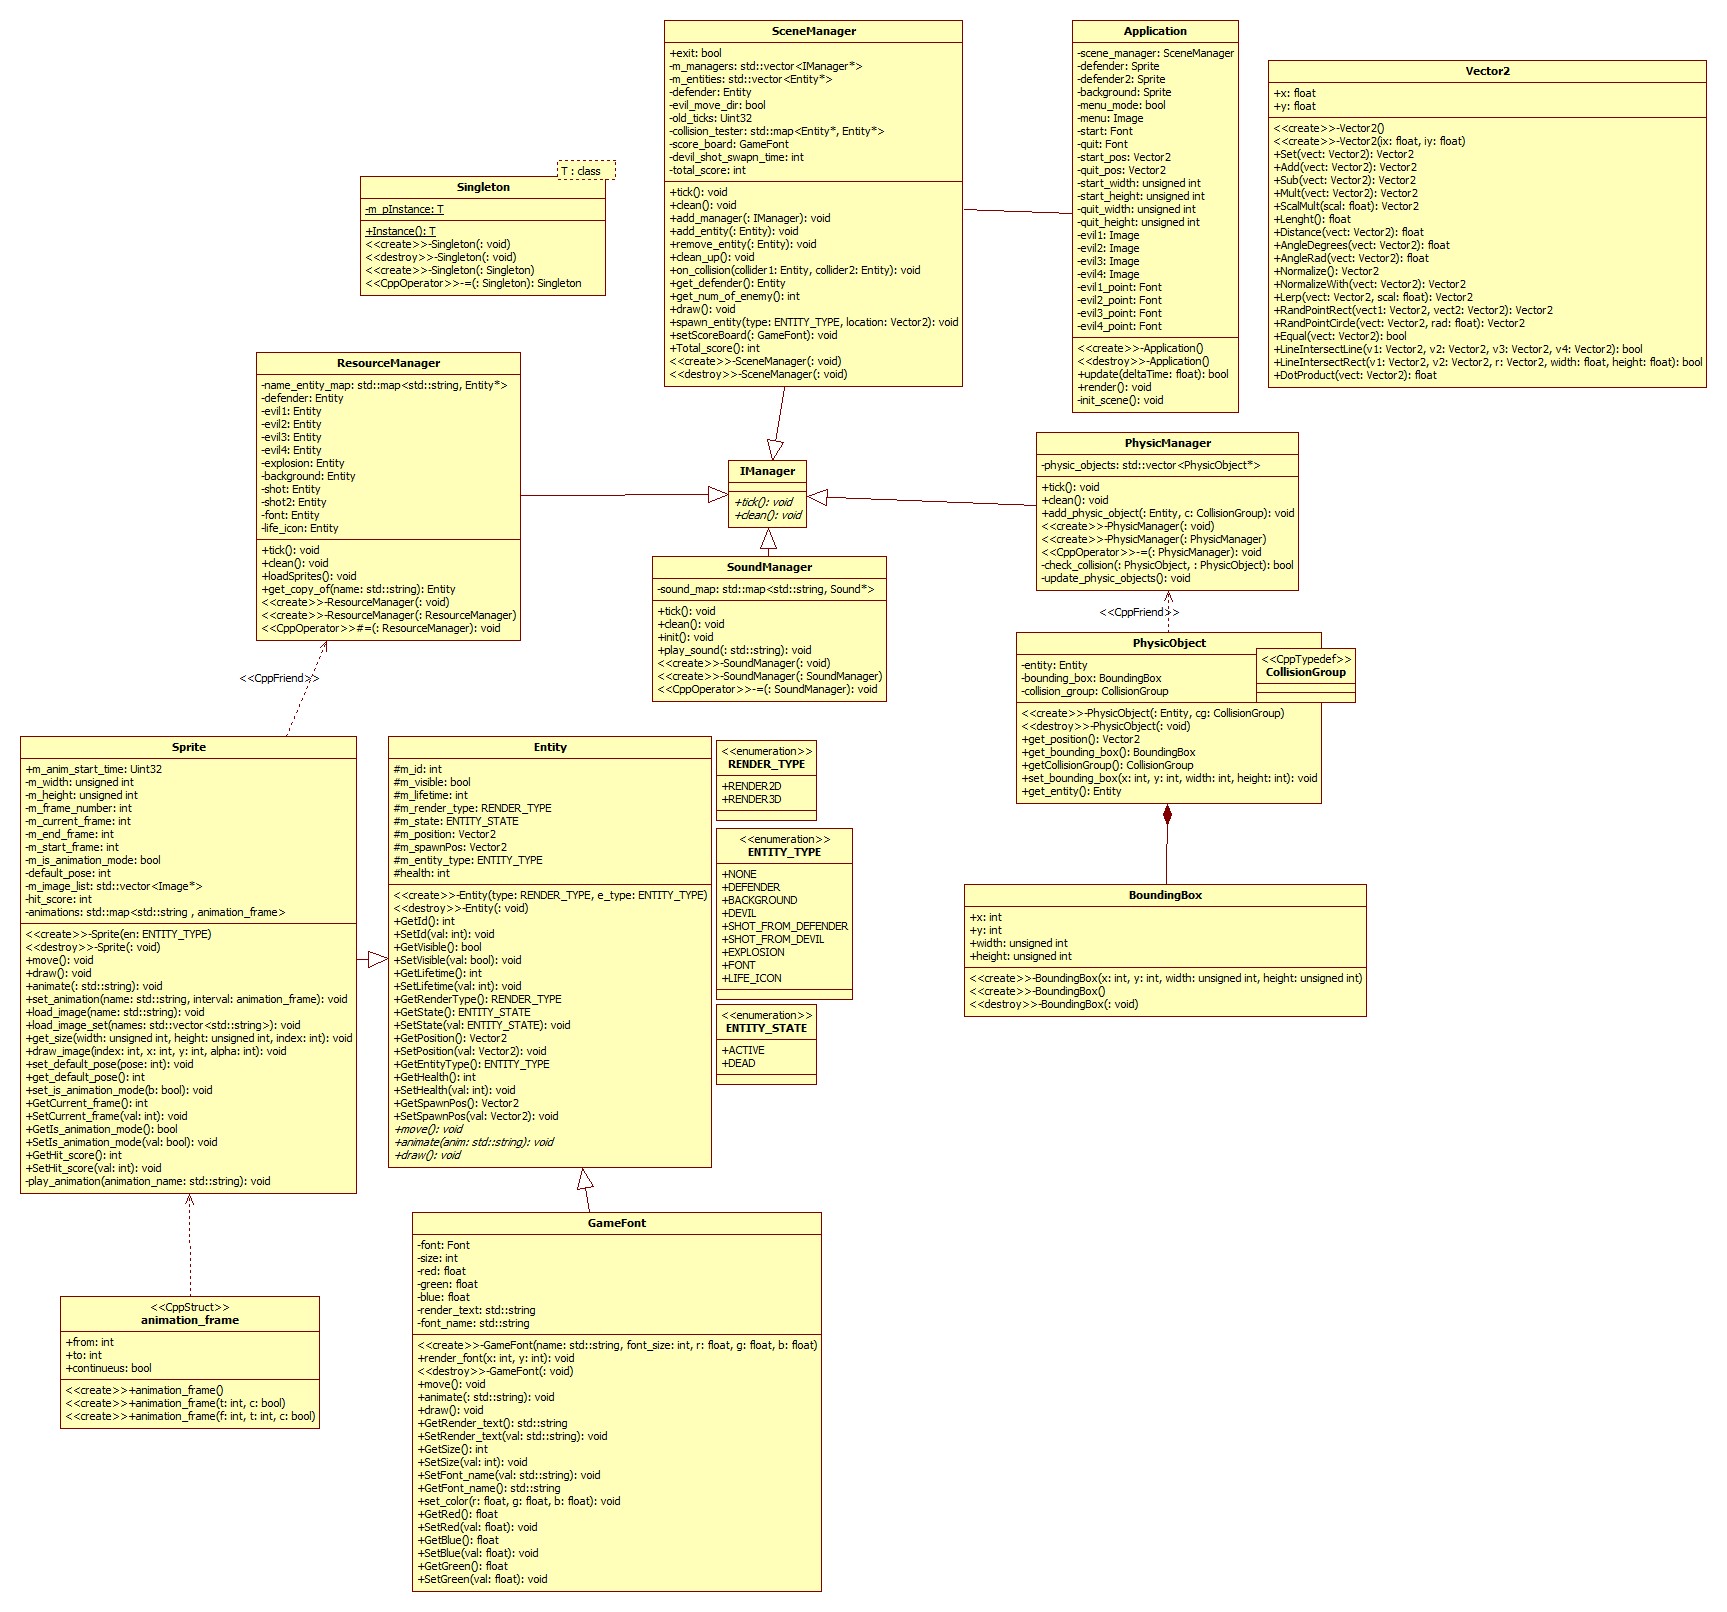 SceneManager
+exit: bool
-m_managers: std::vector<IManager*>
-m_entities: std::vector<Entity*>
-defender: Entity
-evil_move_dir: bool
-old_ticks: Uint32
-collision_tester: std::map<Entity*, Entity*>
-score_board: GameFont
-devil_shot_swapn_time: int
-total_score: int
+tick(): void
+clean(): void
+add_manager(: IManager): void
+add_entity(: Entity): void
+remove_entity(: Entity): void
+clean_up(): void
+on_collision(collider1: Entity, collider2: Entity): void
+get_defender(): Entity
+get_num_of_enemy(): int
+draw(): void
+spawn_entity(type: ENTITY_TYPE, location: Vector2): void
+setScoreBoard(: GameFont): void
+Total_score(): int
<<create>>-SceneManager(: void)
<<destroy>>-SceneManager(: void)
Application
-scene_manager: SceneManager
-defender: Sprite
-defender2: Sprite
-background: Sprite
-menu_mode: bool
-menu: Image
-start: Font
-quit: Font
-start_pos: Vector2
-quit_pos: Vector2
-start_width: unsigned int
-start_height: unsigned int
-quit_width: unsigned int
-quit_height: unsigned int
-evil1: Image
-evil2: Image
-evil3: Image
-evil4: Image
-evil1_point: Font
-evil2_point: Font
-evil3_point: Font
-evil4_point: Font
<<create>>-Application()
<<destroy>>-Application()
+update(deltaTime: float): bool
+render(): void
-init_scene(): void
Vector2
+x: float
+y: float
<<create>>-Vector2()
<<create>>-Vector2(ix: float, iy: float)
+Set(vect: Vector2): Vector2
+Add(vect: Vector2): Vector2
+Sub(vect: Vector2): Vector2
+Mult(vect: Vector2): Vector2
+ScalMult(scal: float): Vector2
+Lenght(): float
+Distance(vect: Vector2): float
+AngleDegrees(vect: Vector2): float
+AngleRad(vect: Vector2): float
+Normalize(): Vector2
+NormalizeWith(vect: Vector2): Vector2
+Lerp(vect: Vector2, scal: float): Vector2
+RandPointRect(vect1: Vector2, vect2: Vector2): Vector2
+RandPointCircle(vect: Vector2, rad: float): Vector2
+Equal(vect: Vector2): bool
+LineIntersectLine(v1: Vector2, v2: Vector2, v3: Vector2, v4: Vector2): bool
+LineIntersectRect(v1: Vector2, v2: Vector2, r: Vector2, width: float, height: float): bool
+DotProduct(vect: Vector2): float
T : class
Singleton
-m_pInstance: T
+Instance(): T
<<create>>-Singleton(: void)
<<destroy>>-Singleton(: void)
<<create>>-Singleton(: Singleton)
<<CppOperator>>-=(: Singleton): Singleton
ResourceManager
-name_entity_map: std::map<std::string, Entity*>
-defender: Entity
-evil1: Entity
-evil2: Entity
-evil3: Entity
-evil4: Entity
-explosion: Entity
-background: Entity
-shot: Entity
-shot2: Entity
-font: Entity
-life_icon: Entity
+tick(): void
+clean(): void
+loadSprites(): void
+get_copy_of(name: std::string): Entity
<<create>>-ResourceManager(: void)
<<create>>-ResourceManager(: ResourceManager)
<<CppOperator>>#=(: ResourceManager): void
IManager
+tick(): void
+clean(): void
PhysicManager
-physic_objects: std::vector<PhysicObject*>
+tick(): void
+clean(): void
+add_physic_object(: Entity, c: CollisionGroup): void
<<create>>-PhysicManager(: void)
<<create>>-PhysicManager(: PhysicManager)
<<CppOperator>>-=(: PhysicManager): void
-check_collision(: PhysicObject, : PhysicObject): bool
-update_physic_objects(): void
SoundManager
-sound_map: std::map<std::string, Sound*>
+tick(): void
+clean(): void
+init(): void
+play_sound(: std::string): void
<<create>>-SoundManager(: void)
<<create>>-SoundManager(: SoundManager)
<<CppOperator>>-=(: SoundManager): void
<<CppFriend>>
<<CppFriend>>
PhysicObject
-entity: Entity
-bounding_box: BoundingBox
-collision_group: CollisionGroup
<<create>>-PhysicObject(: Entity, cg: CollisionGroup)
<<destroy>>-PhysicObject(: void)
+get_position(): Vector2
+get_bounding_box(): BoundingBox
+getCollisionGroup(): CollisionGroup
+set_bounding_box(x: int, y: int, width: int, height: int): void
+get_entity(): Entity
<<CppTypedef>>
CollisionGroup
Sprite
+m_anim_start_time: Uint32
-m_width: unsigned int
-m_height: unsigned int
-m_frame_number: int
-m_current_frame: int
-m_end_frame: int
-m_start_frame: int
-m_is_animation_mode: bool
-default_pose: int
-m_image_list: std::vector<Image*>
-hit_score: int
-animations: std::map<std::string , animation_frame>
<<create>>-Sprite(en: ENTITY_TYPE)
<<destroy>>-Sprite(: void)
+move(): void
+draw(): void
+animate(: std::string): void
+set_animation(name: std::string, interval: animation_frame): void
+load_image(name: std::string): void
+load_image_set(names: std::vector<std::string>): void
+get_size(width: unsigned int, height: unsigned int, index: int): void
+draw_image(index: int, x: int, y: int, alpha: int): void
+set_default_pose(pose: int): void
+get_default_pose(): int
+set_is_animation_mode(b: bool): void
+GetCurrent_frame(): int
+SetCurrent_frame(val: int): void
+GetIs_animation_mode(): bool
+SetIs_animation_mode(val: bool): void
+GetHit_score(): int
+SetHit_score(val: int): void
-play_animation(animation_name: std::string): void
Entity
#m_id: int
#m_visible: bool
#m_lifetime: int
#m_render_type: RENDER_TYPE
#m_state: ENTITY_STATE
#m_position: Vector2
#m_spawnPos: Vector2
#m_entity_type: ENTITY_TYPE
#health: int
<<create>>-Entity(type: RENDER_TYPE, e_type: ENTITY_TYPE)
<<destroy>>-Entity(: void)
+GetId(): int
+SetId(val: int): void
+GetVisible(): bool
+SetVisible(val: bool): void
+GetLifetime(): int
+SetLifetime(val: int): void
+GetRenderType(): RENDER_TYPE
+GetState(): ENTITY_STATE
+SetState(val: ENTITY_STATE): void
+GetPosition(): Vector2
+SetPosition(val: Vector2): void
+GetEntityType(): ENTITY_TYPE
+GetHealth(): int
+SetHealth(val: int): void
+GetSpawnPos(): Vector2
+SetSpawnPos(val: Vector2): void
+move(): void
+animate(anim: std::string): void
+draw(): void
<<enumeration>>
RENDER_TYPE
+RENDER2D
+RENDER3D
<<enumeration>>
ENTITY_TYPE
+NONE
+DEFENDER
+BACKGROUND
+DEVIL
+SHOT_FROM_DEFENDER
+SHOT_FROM_DEVIL
+EXPLOSION
+FONT
+LIFE_ICON
<<enumeration>>
ENTITY_STATE
+ACTIVE
+DEAD
BoundingBox
+x: int
+y: int
+width: unsigned int
+height: unsigned int
<<create>>-BoundingBox(x: int, y: int, width: unsigned int, height: unsigned int)
<<create>>-BoundingBox()
<<destroy>>-BoundingBox(: void)
GameFont
-font: Font
-size: int
-red: float
-green: float
-blue: float
-render_text: std::string
-font_name: std::string
<<create>>-GameFont(name: std::string, font_size: int, r: float, g: float, b: float)
+render_font(x: int, y: int): void
<<destroy>>-GameFont(: void)
+move(): void
+animate(: std::string): void
+draw(): void
+GetRender_text(): std::string
+SetRender_text(val: std::string): void
+GetSize(): int
+SetSize(val: int): void
+SetFont_name(val: std::string): void
+GetFont_name(): std::string
+set_color(r: float, g: float, b: float): void
+GetRed(): float
+SetRed(val: float): void
+GetBlue(): float
+SetBlue(val: float): void
+GetGreen(): float
+SetGreen(val: float): void
<<CppStruct>>
animation_frame
+from: int
+to: int
+continueus: bool
<<create>>+animation_frame()
<<create>>+animation_frame(t: int, c: bool)
<<create>>+animation_frame(f: int, t: int, c: bool)